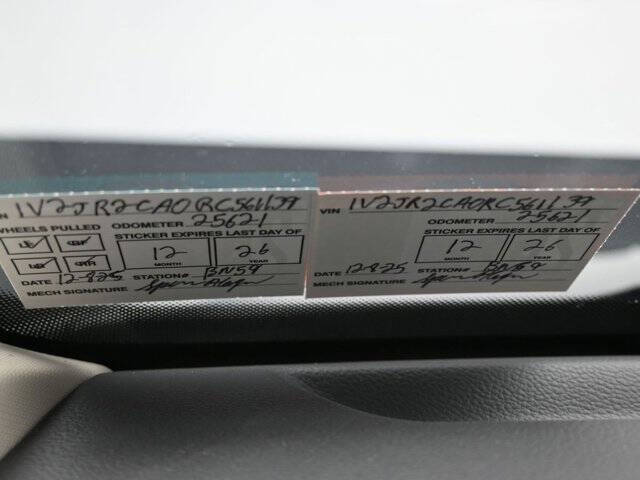 VIN 1V2JR2CA0RC561137
WHEELS PULLED ODOMETER 25621
STICKER EXPIRES LAST DAY OF
12 26
MONTH YEAR
DATE 12-8-25 STATION# BN59
MECH SIGNATURE
VIN 1V2JR2CA0RC561137
ODOMETER 25621
STICKER EXPIRES LAST DAY OF
12 26
MONTH YEAR
DATE 12-8-25 STATION# BN59
MECH SIGNATURE